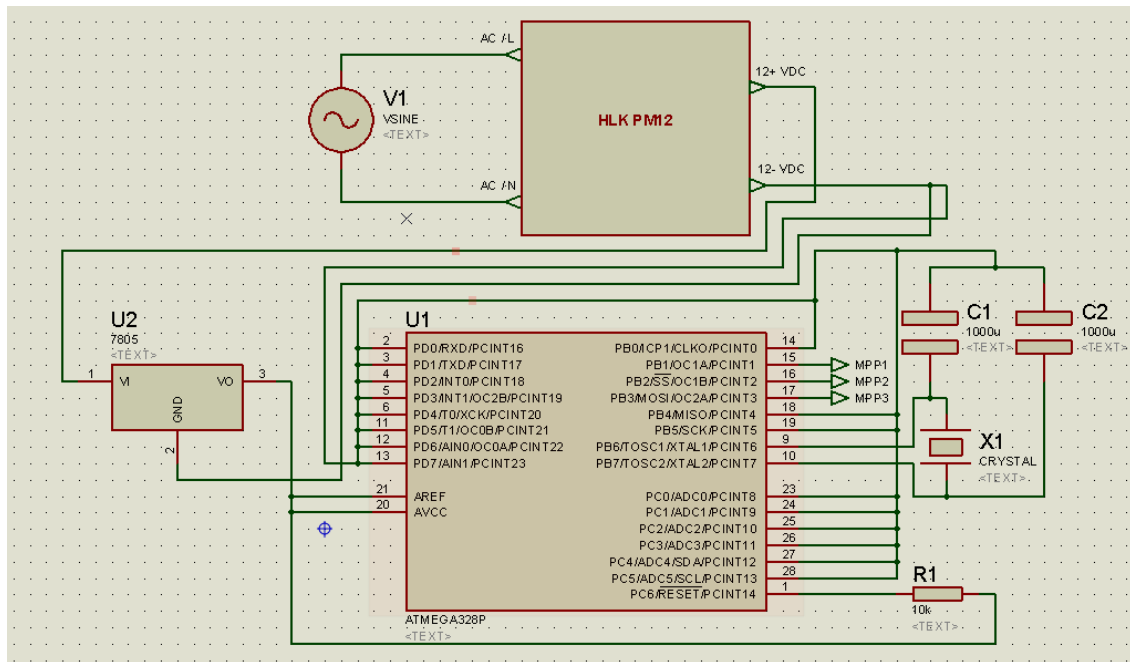 AC /L
V1
VSINE
<TEXT>
AC /N
HLK PM12
12+ VDC
12- VDC
U2
7805
<TEXT>
1
VI
VO
3
GND
2
U1
2 PD0/RXD/PCINT16
3 PD1/TXD/PCINT17
4 PD2/INT0/PCINT18
5 PD3/INT1/OC2B/PCINT19
6 PD4/T0/XCK/PCINT20
11 PD5/T1/OC0B/PCINT21
12 PD6/AIN0/OC0A/PCINT22
13 PD7/AIN1/PCINT23
21 AREF
20 AVCC
PB0/ICP1/CLKO/PCINT0 14
PB1/OC1A/PCINT1 15 MPP1
PB2/SS/OC1B/PCINT2 16 MPP2
PB3/MOSI/OC2A/PCINT3 17 MPP3
PB4/MISO/PCINT4 18
PB5/SCK/PCINT5 19
PB6/TOSC1/XTAL1/PCINT6 9
PB7/TOSC2/XTAL2/PCINT7 10
PC0/ADC0/PCINT8 23
PC1/ADC1/PCINT9 24
PC2/ADC2/PCINT10 25
PC3/ADC3/PCINT11 26
PC4/ADC4/SDA/PCINT12 27
PC5/ADC5/SCL/PCINT13 28
PC6/RESET/PCINT14 1
ATMEGA328P
<TEXT>
C1
1000u
<TEXT>
C2
1000u
<TEXT>
X1
CRYSTAL
<TEXT>
R1
10k
<TEXT>